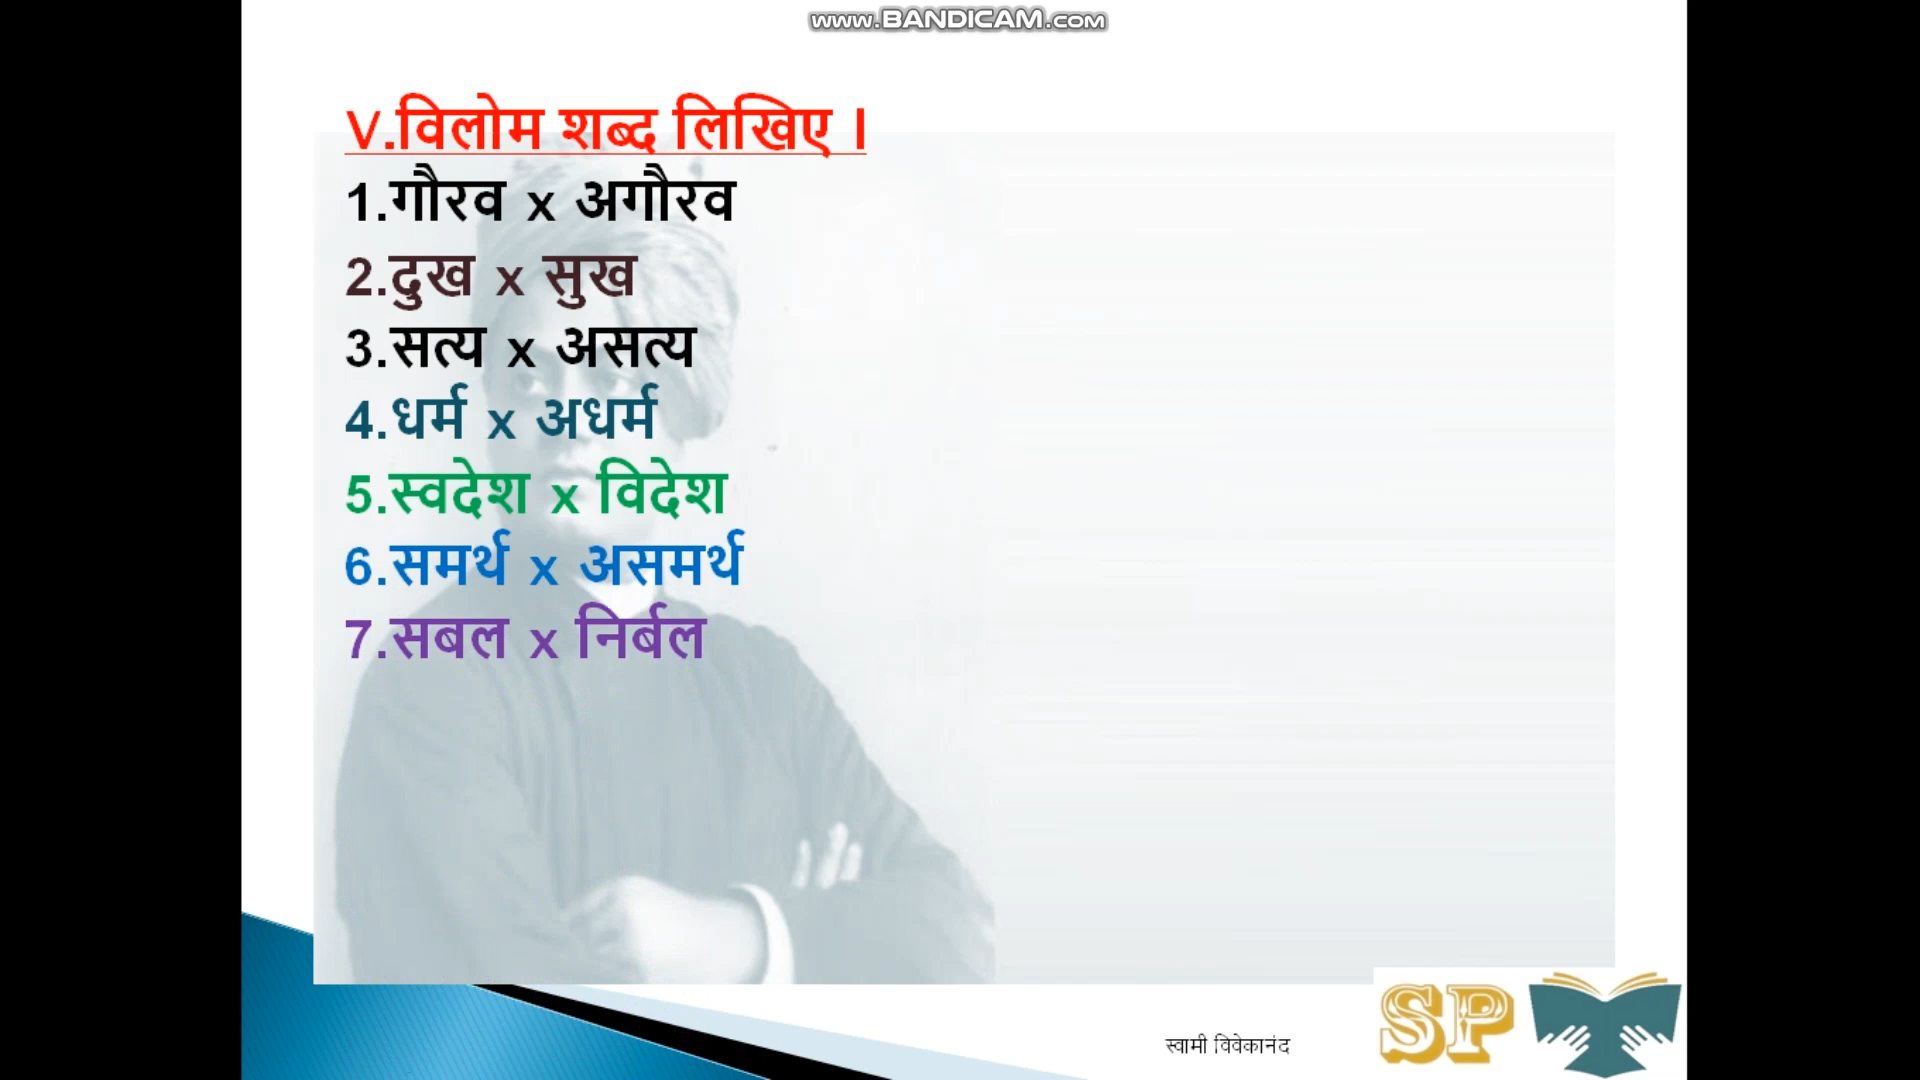 www.BANDICAM.com
V.विलोम शब्द लिखिए ।
1.गौरव x अगौरव
2.दुख x सुख
3.सत्य x असत्य
4.धर्म x अधर्म
5.स्वदेश x विदेश
6.समर्थ x असमर्थ
7.सबल x निर्बल
स्वामी विवेकानंद
SP